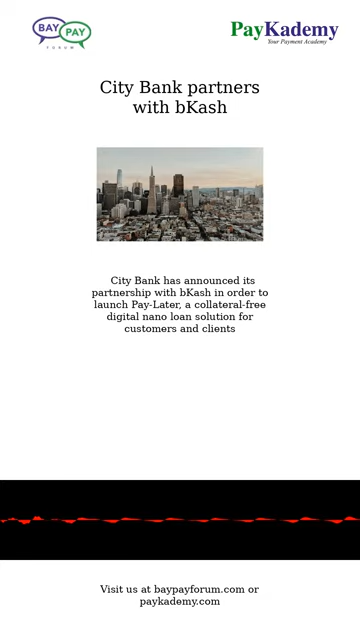 BAY
PAY
FORUM
PayKademy
Your Payment Academy
City Bank partners
with bKash
City Bank has announced its
partnership with bKash in order to
launch Pay-Later, a collateral-free
digital nano loan solution for
customers and clients
Visit us at baypayforum.com or
paykademy.com